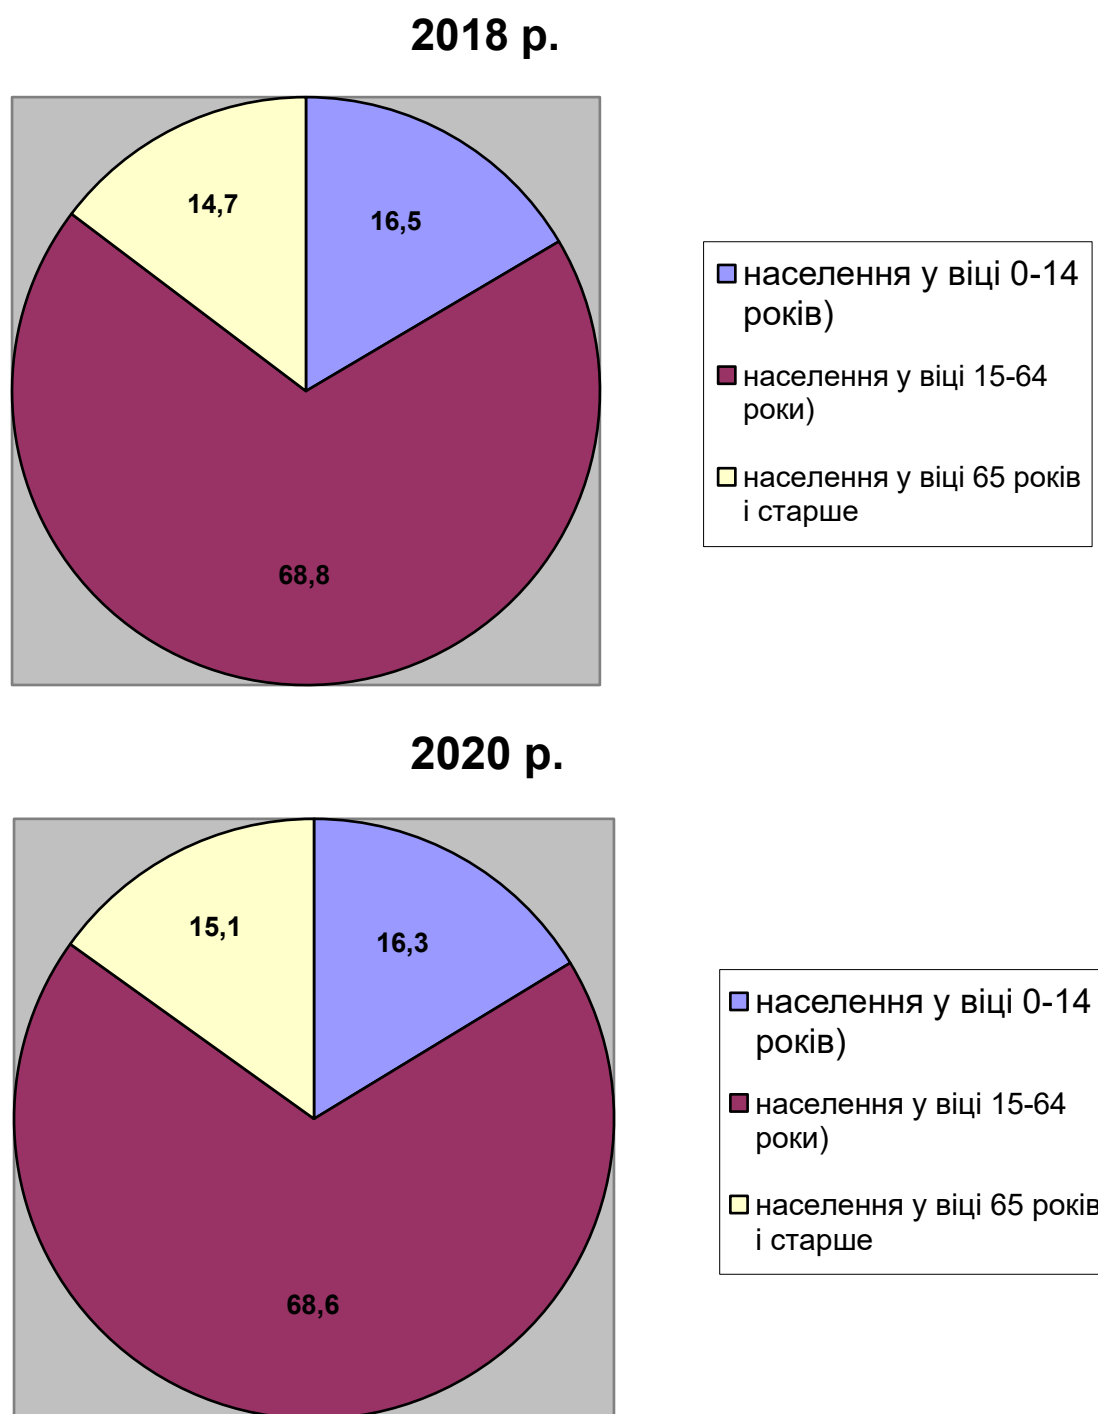 2018 р.
14,7
16,5
68,8
населення у віці 0-14
років)
населення у віці 15-64
роки)
населення у віці 65 років
і старше
2020 р.
15,1
16,3
68,6
населення у віці 0-14
років)
населення у віці 15-64
роки)
населення у віці 65 років
і старше